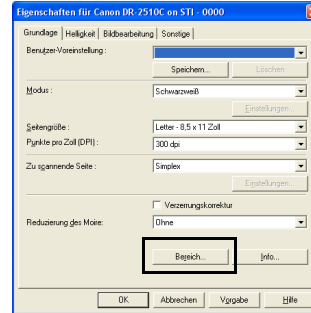 Eigenschaften für Canon DR-2510C on STI - 0000
Grundlage Helligkeit Bildbearbeitung Sonstige
Benutzer-Voreinstellung :
Speichern... Löschen
Modus : Schwarzweiß
Einstellungen...
Seitengröße : Letter - 8,5 x 11 Zoll
Punkte pro Zoll (DPI) : 300 dpi
Zu scannende Seite : Simplex
Einstellungen...
Verzerrungskorrektur
Reduzierung des Moire: Ohne
Bereich... Info...
OK Abbrechen Vorgabe Hilfe